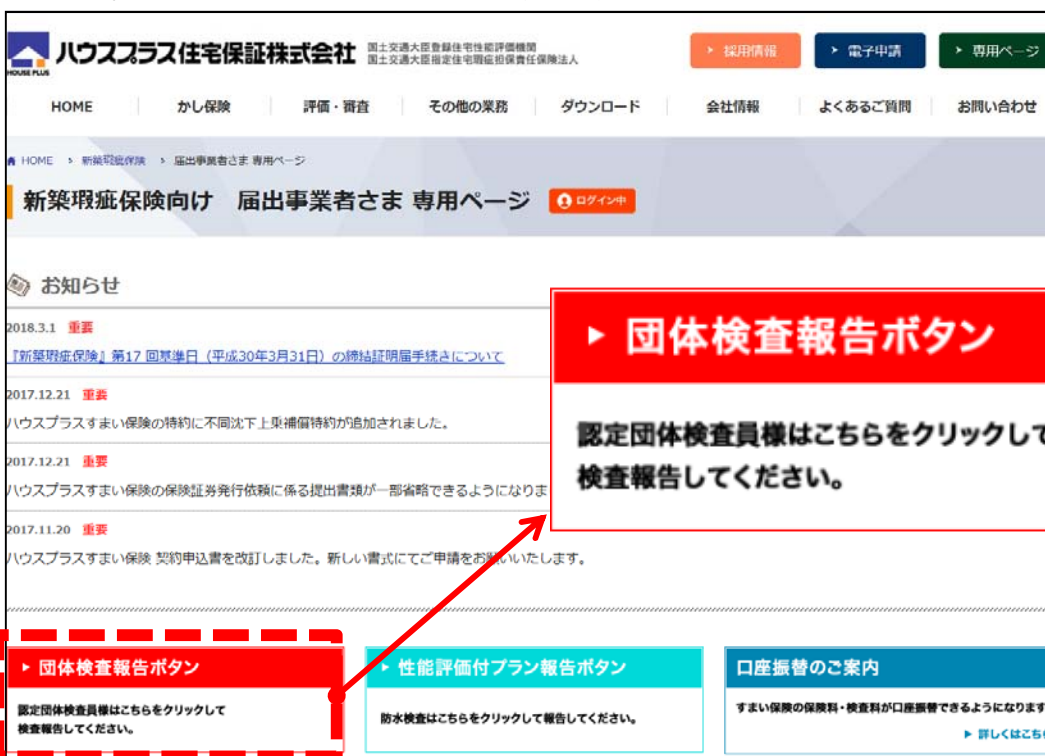 ハウスプラス住宅保証株式会社
国土交通大臣登録住宅性能評価機関
国土交通大臣指定住宅瑕疵担保責任保険法人
HOUSE PLUS
採用情報
電子申請
専用ページ
HOME
かし保険
評価・審査
その他の業務
ダウンロード
会社情報
よくあるご質問
お問い合わせ
HOME > 新築瑕疵保険 > 届出事業者さま 専用ページ
新築瑕疵保険向け 届出事業者さま 専用ページ
ログイン中
お知らせ
2018.3.1 重要
『新築瑕疵保険』第17回基準日（平成30年3月31日）の締結証明届手続きについて
2017.12.21 重要
ハウスプラスすまい保険の特約に不同沈下上乗補償特約が追加されました。
2017.12.21 重要
ハウスプラスすまい保険の保険証券発行依頼に係る提出書類が一部省略できるようになりま
2017.11.20 重要
ハウスプラスすまい保険 契約申込書を改訂しました。新しい書式にてご申請をお願いいたします。
団体検査報告ボタン
認定団体検査員様はこちらをクリックして
検査報告してください。
団体検査報告ボタン
認定団体検査員様はこちらをクリックして
検査報告してください。
性能評価付プラン報告ボタン
防水検査はこちらをクリックして報告してください。
口座振替のご案内
すまい保険の保険料・検査料が口座振替できるようになります
詳しくはこち